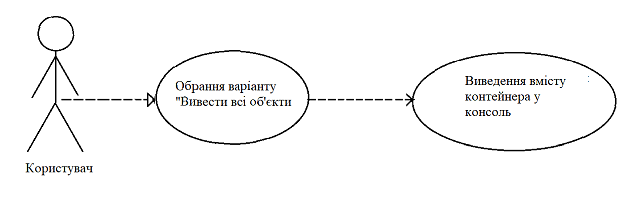 Обрання варіанту
"Вивести всі об'єкти
Виведення вмісту
контейнера у
консоль
Користувач